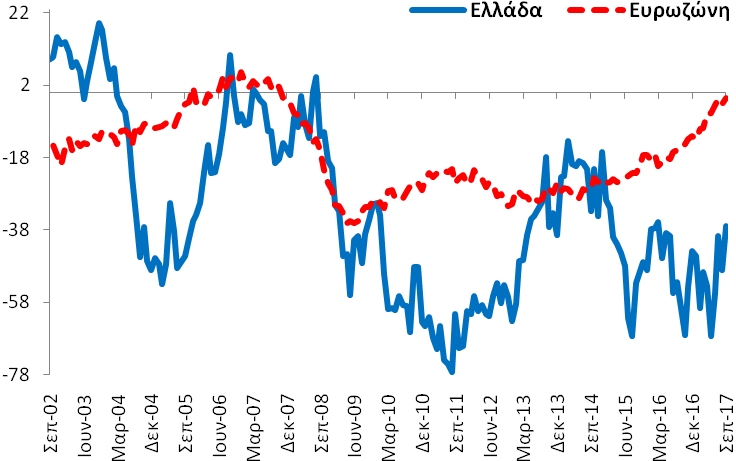 Ελλάδα
Ευρωζώνη
22
2
-18
-38
-58
-78
Σεπ-02
Ιουν-03
Μαρ-04
Δεκ-04
Σεπ-05
Ιουν-06
Μαρ-07
Δεκ-07
Σεπ-08
Ιουν-09
Μαρ-10
Δεκ-10
Σεπ-11
Ιουν-12
Μαρ-13
Δεκ-13
Σεπ-14
Ιουν-15
Μαρ-16
Δεκ-16
Σεπ-17